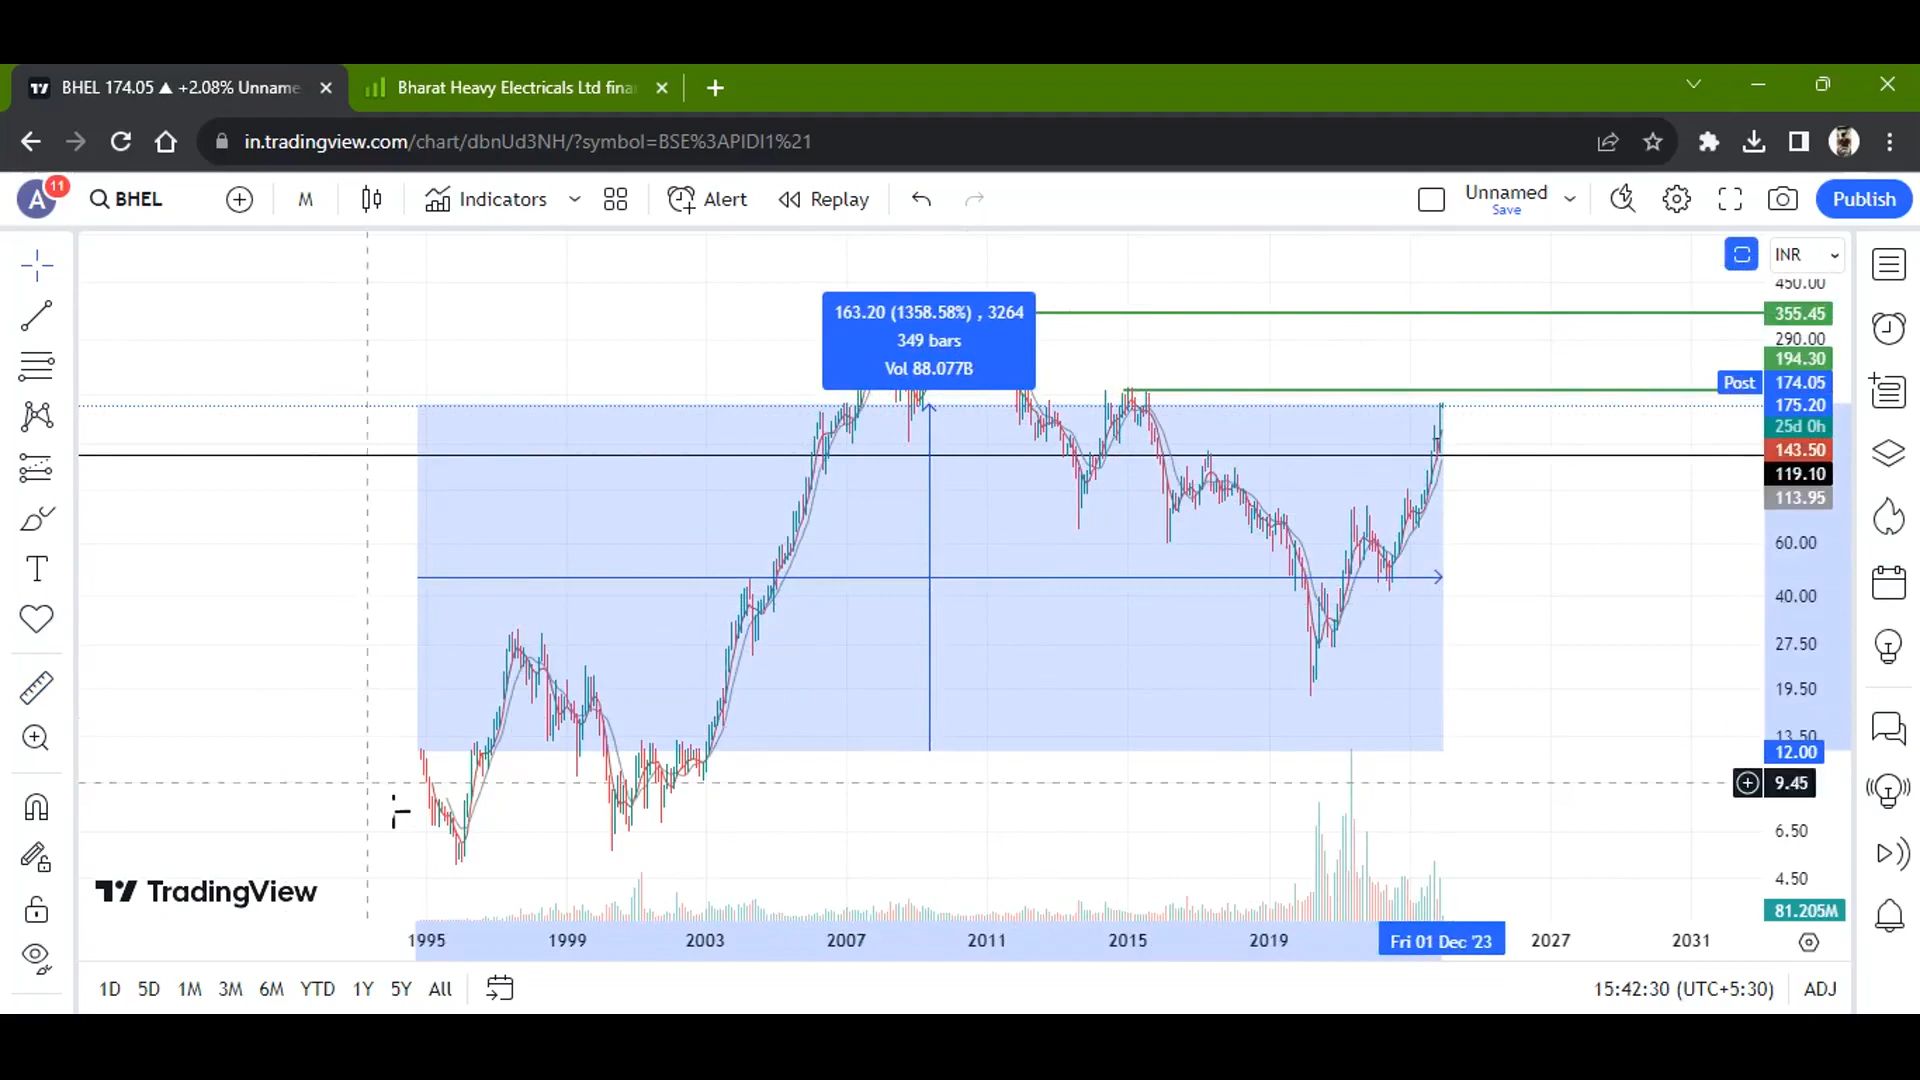 BHEL 174.05 ▲ +2.08% Unname
Bharat Heavy Electricals Ltd fina
in.tradingview.com/chart/dbnUd3NH/?symbol=BSE%3APIDI1%21
A
11
BHEL
M
Indicators
Alert
Replay
Unnamed
Save
Publish
INR
450.00
163.20 (1358.58%) , 3264
349 bars
Vol 88.077B
355.45
290.00
194.30
Post
174.05
175.20
25d 0h
143.50
119.10
113.95
60.00
40.00
27.50
19.50
13.50
12.00
9.45
6.50
4.50
81.205M
TradingView
1995
1999
2003
2007
2011
2015
2019
Fri 01 Dec '23
2027
2031
1D
5D
1M
3M
6M
YTD
1Y
5Y
All
15:42:30 (UTC+5:30)
ADJ